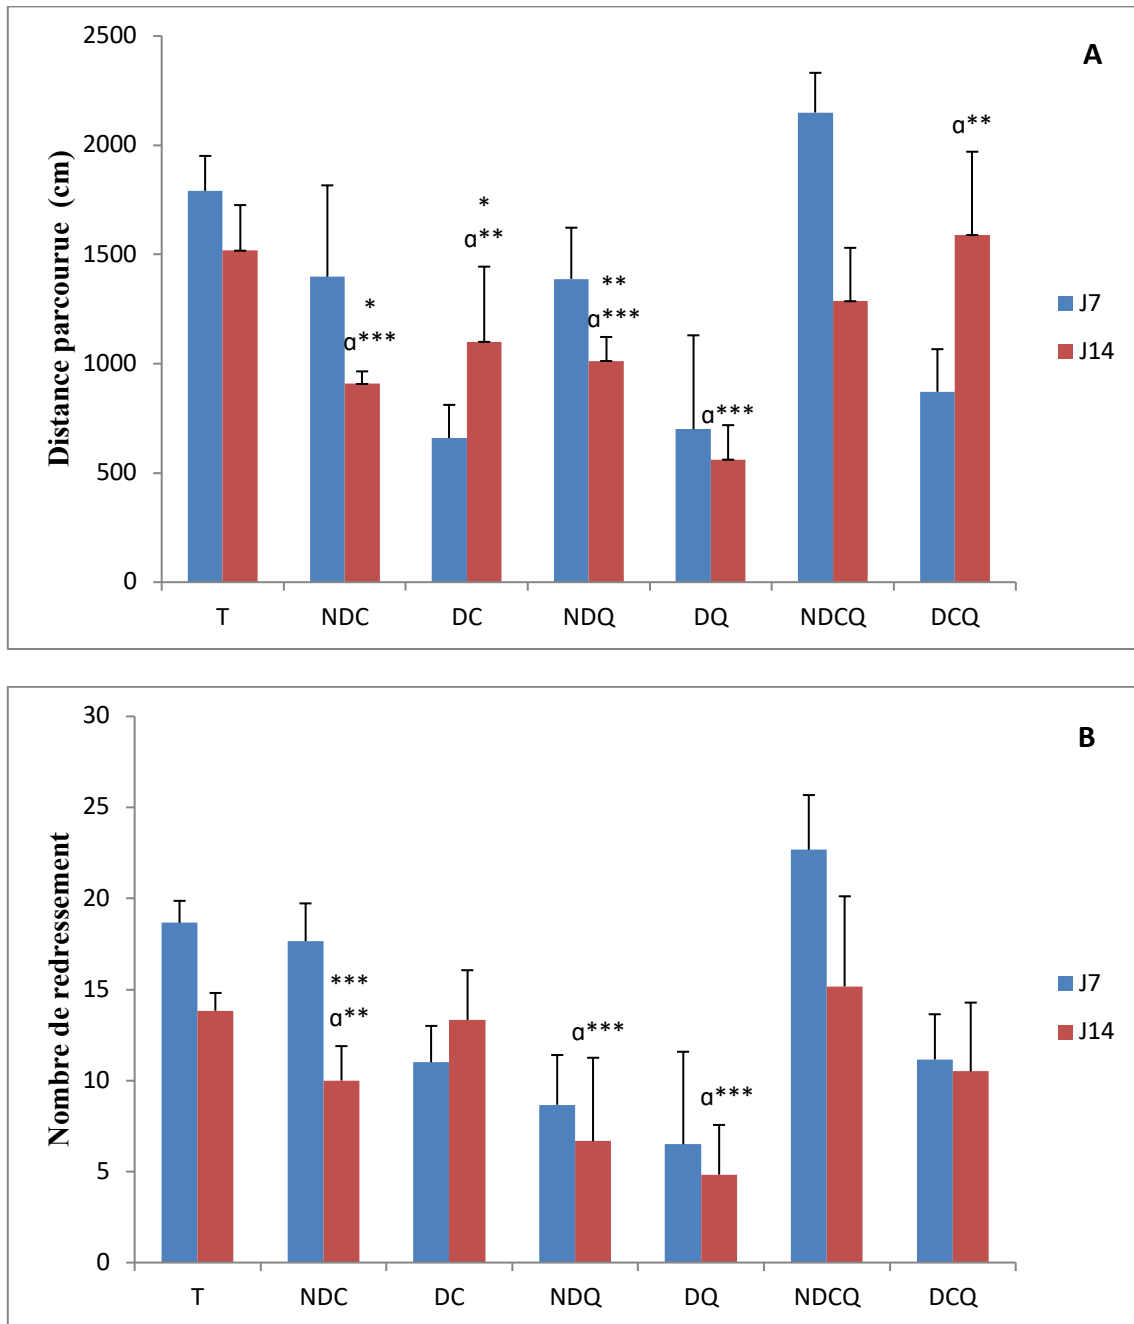 A
Distance parcourue (cm)
2500
2000
1500
1000
500
0
*
ɑ***
*
ɑ**
**
ɑ***
ɑ***
ɑ**
T NDC DC NDQ DQ NDCQ DCQ
J7
J14
B
Nombre de redressement
30
25
20
15
10
5
0
***
ɑ**
ɑ***
ɑ***
T NDC DC NDQ DQ NDCQ DCQ
J7
J14